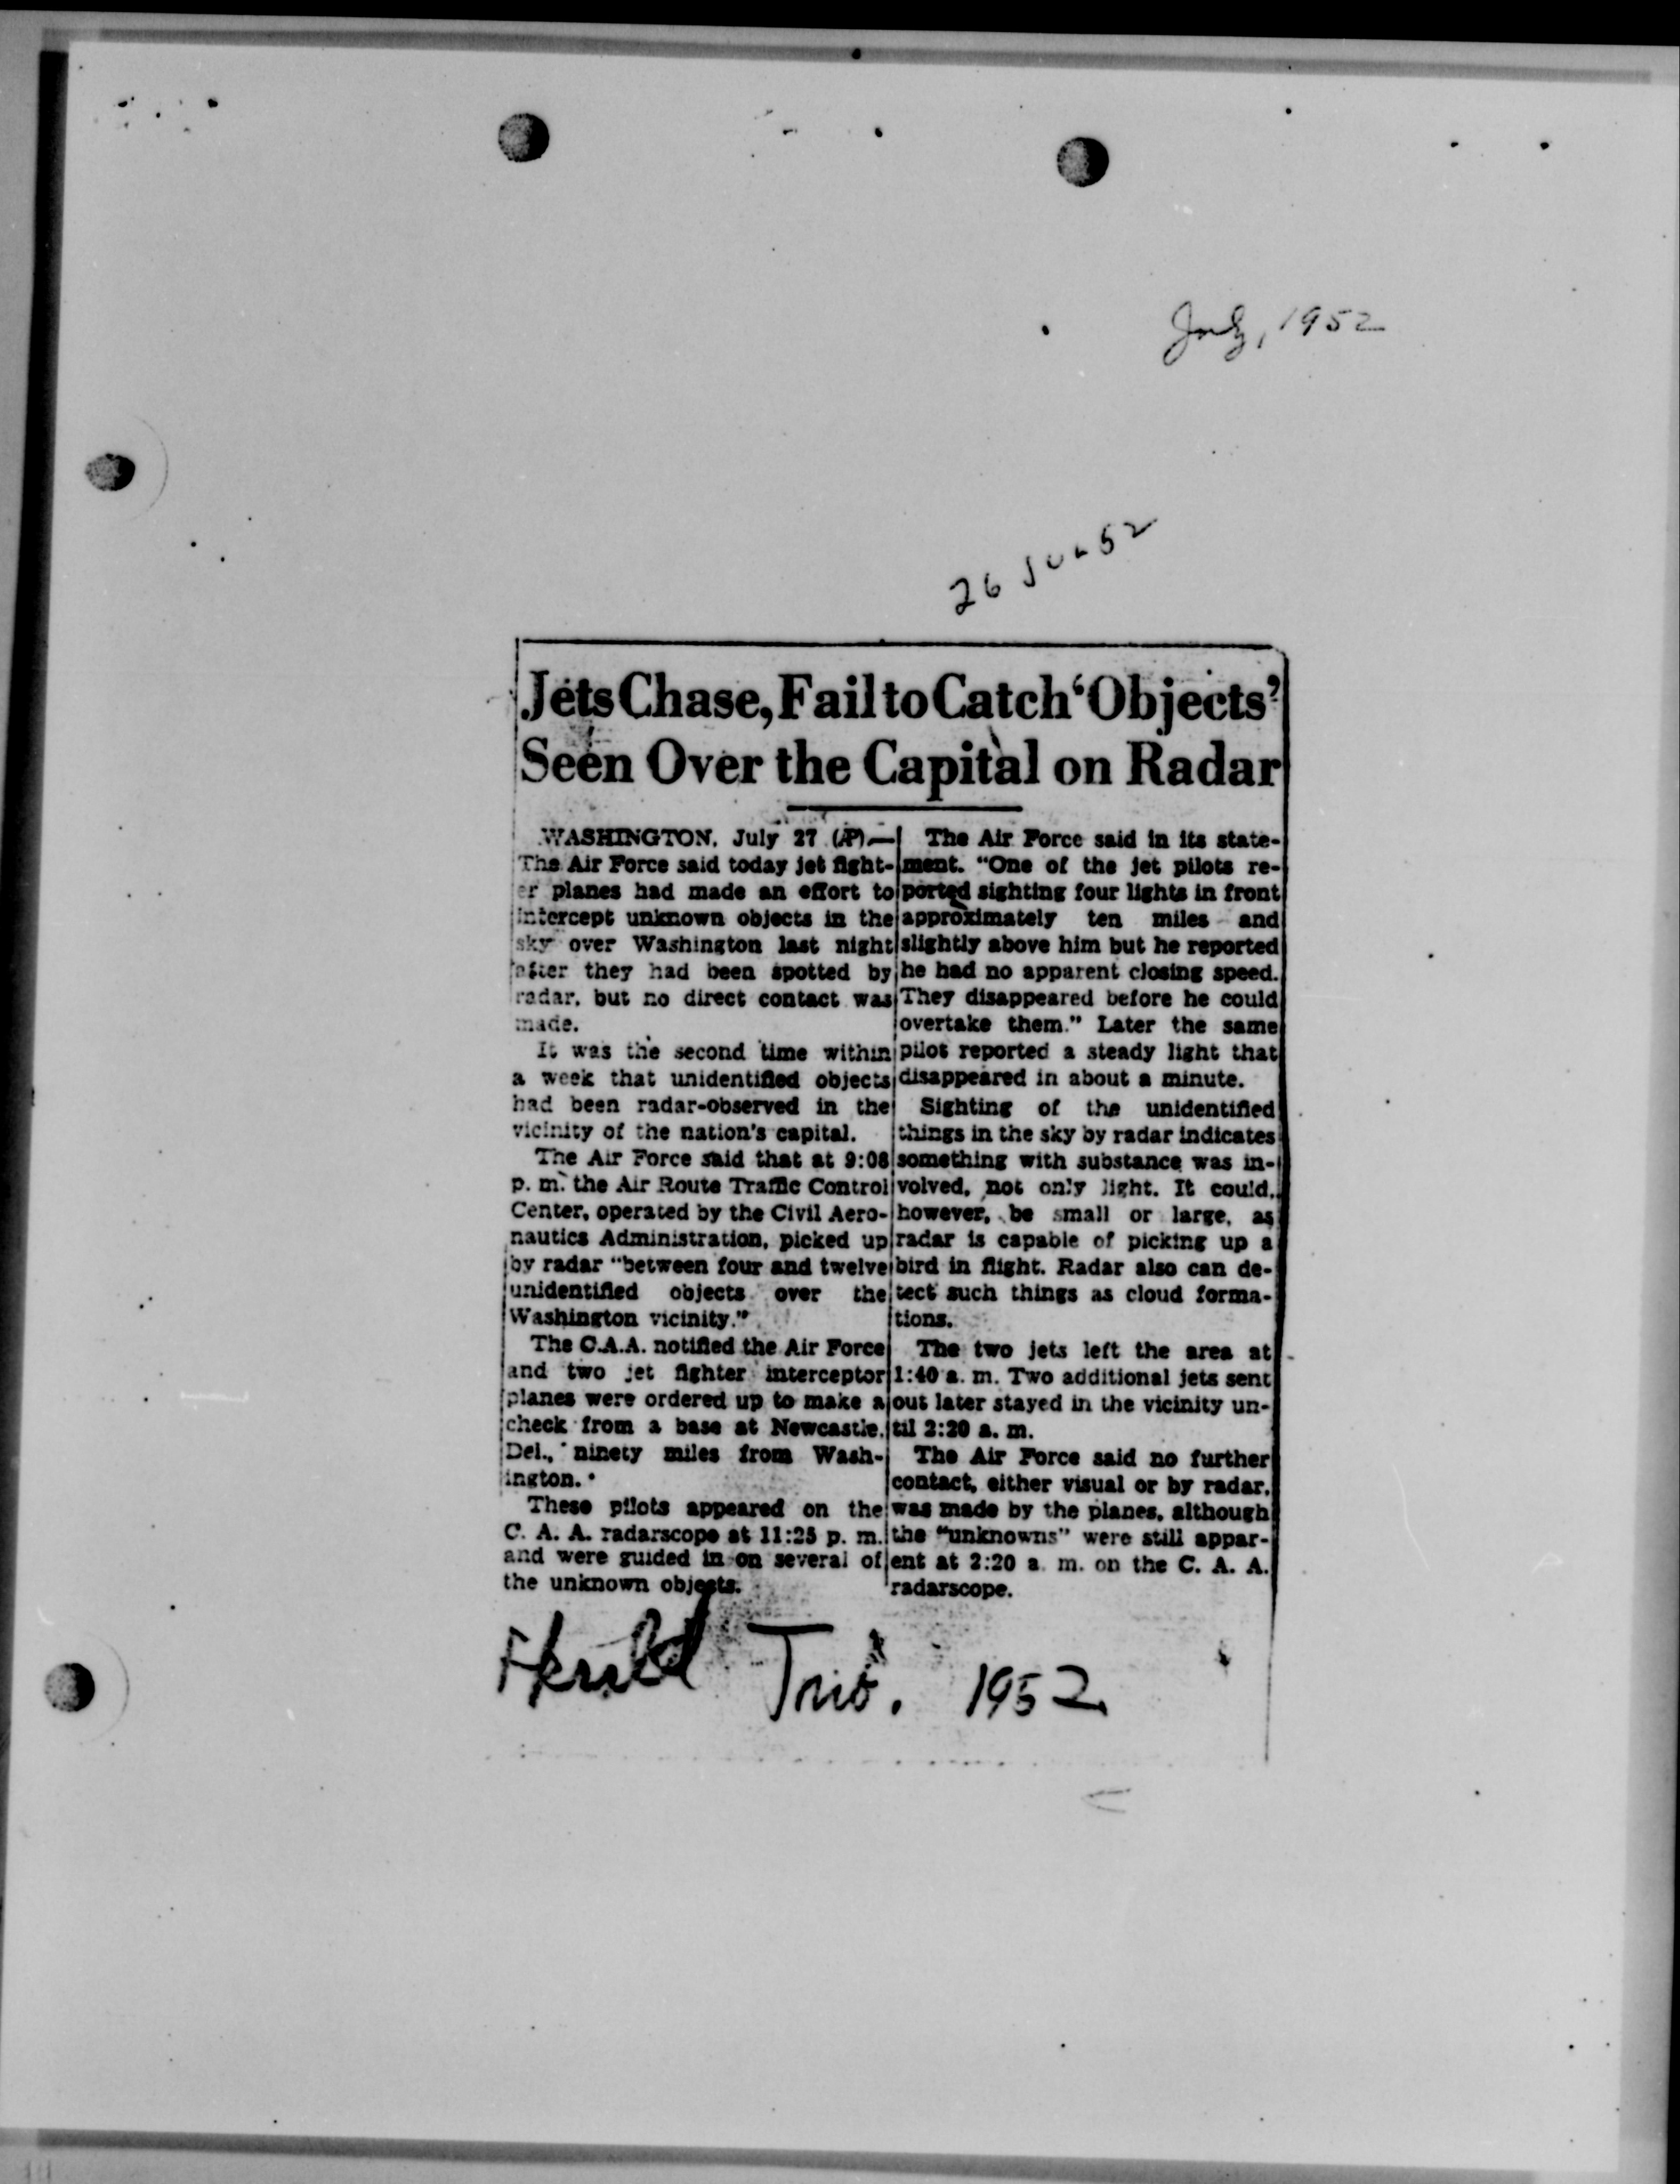 July, 1952
26 JUL 52
Jets Chase, Fail to Catch 'Objects'
Seen Over the Capital on Radar
WASHINGTON, July 27 (AP).—
The Air Force said today jet fight-
er planes had made an effort to
intercept unknown objects in the
sky over Washington last night
after they had been spotted by
radar, but no direct contact was
made.
It was the second time within
a week that unidentified objects
had been radar-observed in the
vicinity of the nation's capital.
The Air Force said that at 9:08
p. m. the Air Route Traffic Control
Center, operated by the Civil Aero-
nautics Administration, picked up
by radar "between four and twelve
unidentified objects over the
Washington vicinity."
The C.A.A. notified the Air Force
and two jet fighter interceptor
planes were ordered up to make a
check from a base at Newcastle,
Del., ninety miles from Wash-
ington.
These pilots appeared on the
C. A. A. radarscope at 11:25 p. m.
and were guided in on several of
the unknown objects.
The Air Force said in its state-
ment. "One of the jet pilots re-
ported sighting four lights in front
approximately ten miles and
slightly above him but he reported
he had no apparent closing speed.
They disappeared before he could
overtake them." Later the same
pilot reported a steady light that
disappeared in about a minute.
Sighting of the unidentified
things in the sky by radar indicates
something with substance was in-
volved, not only light. It could,
however, be small or large, as
radar is capable of picking up a
bird in flight. Radar also can de-
tect such things as cloud forma-
tions.
The two jets left the area at
1:40 a. m. Two additional jets sent
out later stayed in the vicinity un-
til 2:20 a. m.
The Air Force said no further
contact, either visual or by radar,
was made by the planes, although
the "unknowns" were still appar-
ent at 2:20 a. m. on the C. A. A.
radarscope.
Herald Trib. 1952